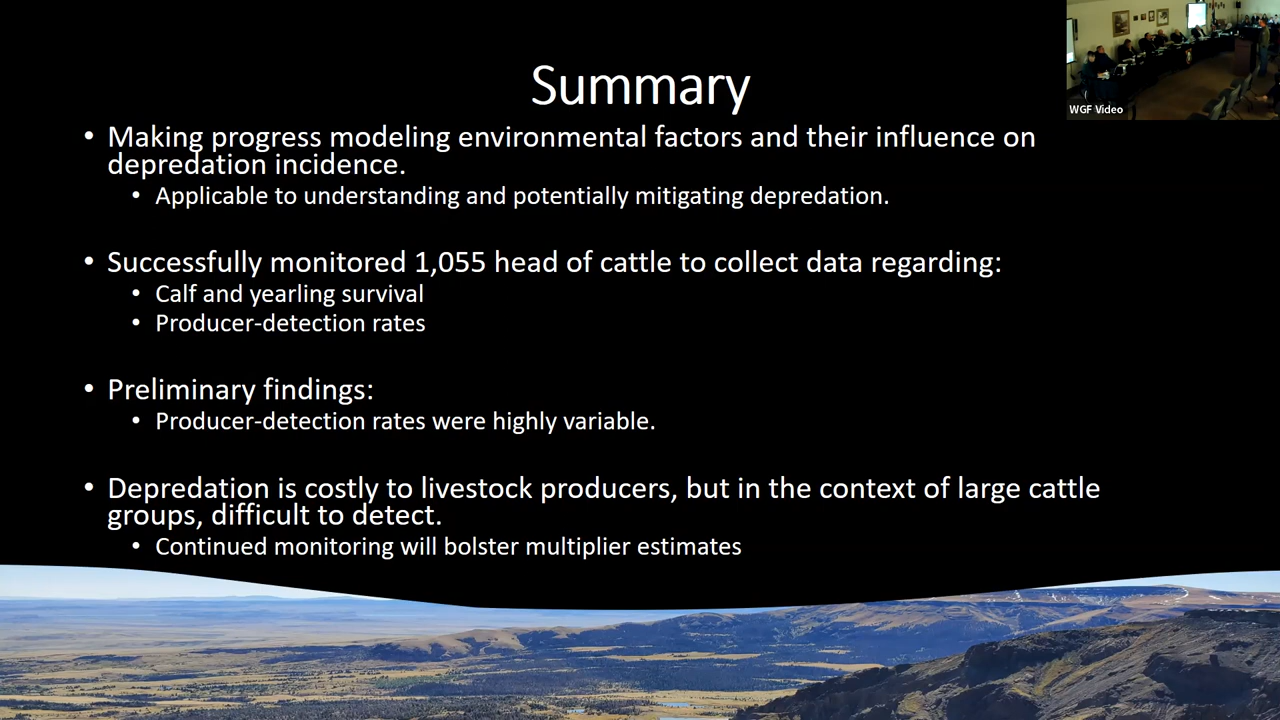 Summary
WGF Video
• Making progress modeling environmental factors and their influence on
depredation incidence.
• Applicable to understanding and potentially mitigating depredation.
• Successfully monitored 1,055 head of cattle to collect data regarding:
• Calf and yearling survival
• Producer-detection rates
• Preliminary findings:
• Producer-detection rates were highly variable.
• Depredation is costly to livestock producers, but in the context of large cattle
groups, difficult to detect.
• Continued monitoring will bolster multiplier estimates